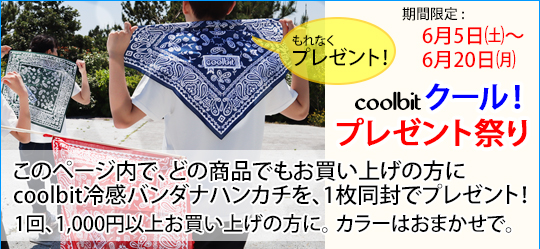 期間限定：
6月5日㈯～
6月20日㈪
もれなく
プレゼント！
coolbit
coolbit クール！
プレゼント祭り
このページ内で、どの商品でもお買い上げの方に
coolbit冷感バンダナハンカチを、1枚同封でプレゼント！
1回、1,000円以上お買い上げの方に。カラーはおまかせで。